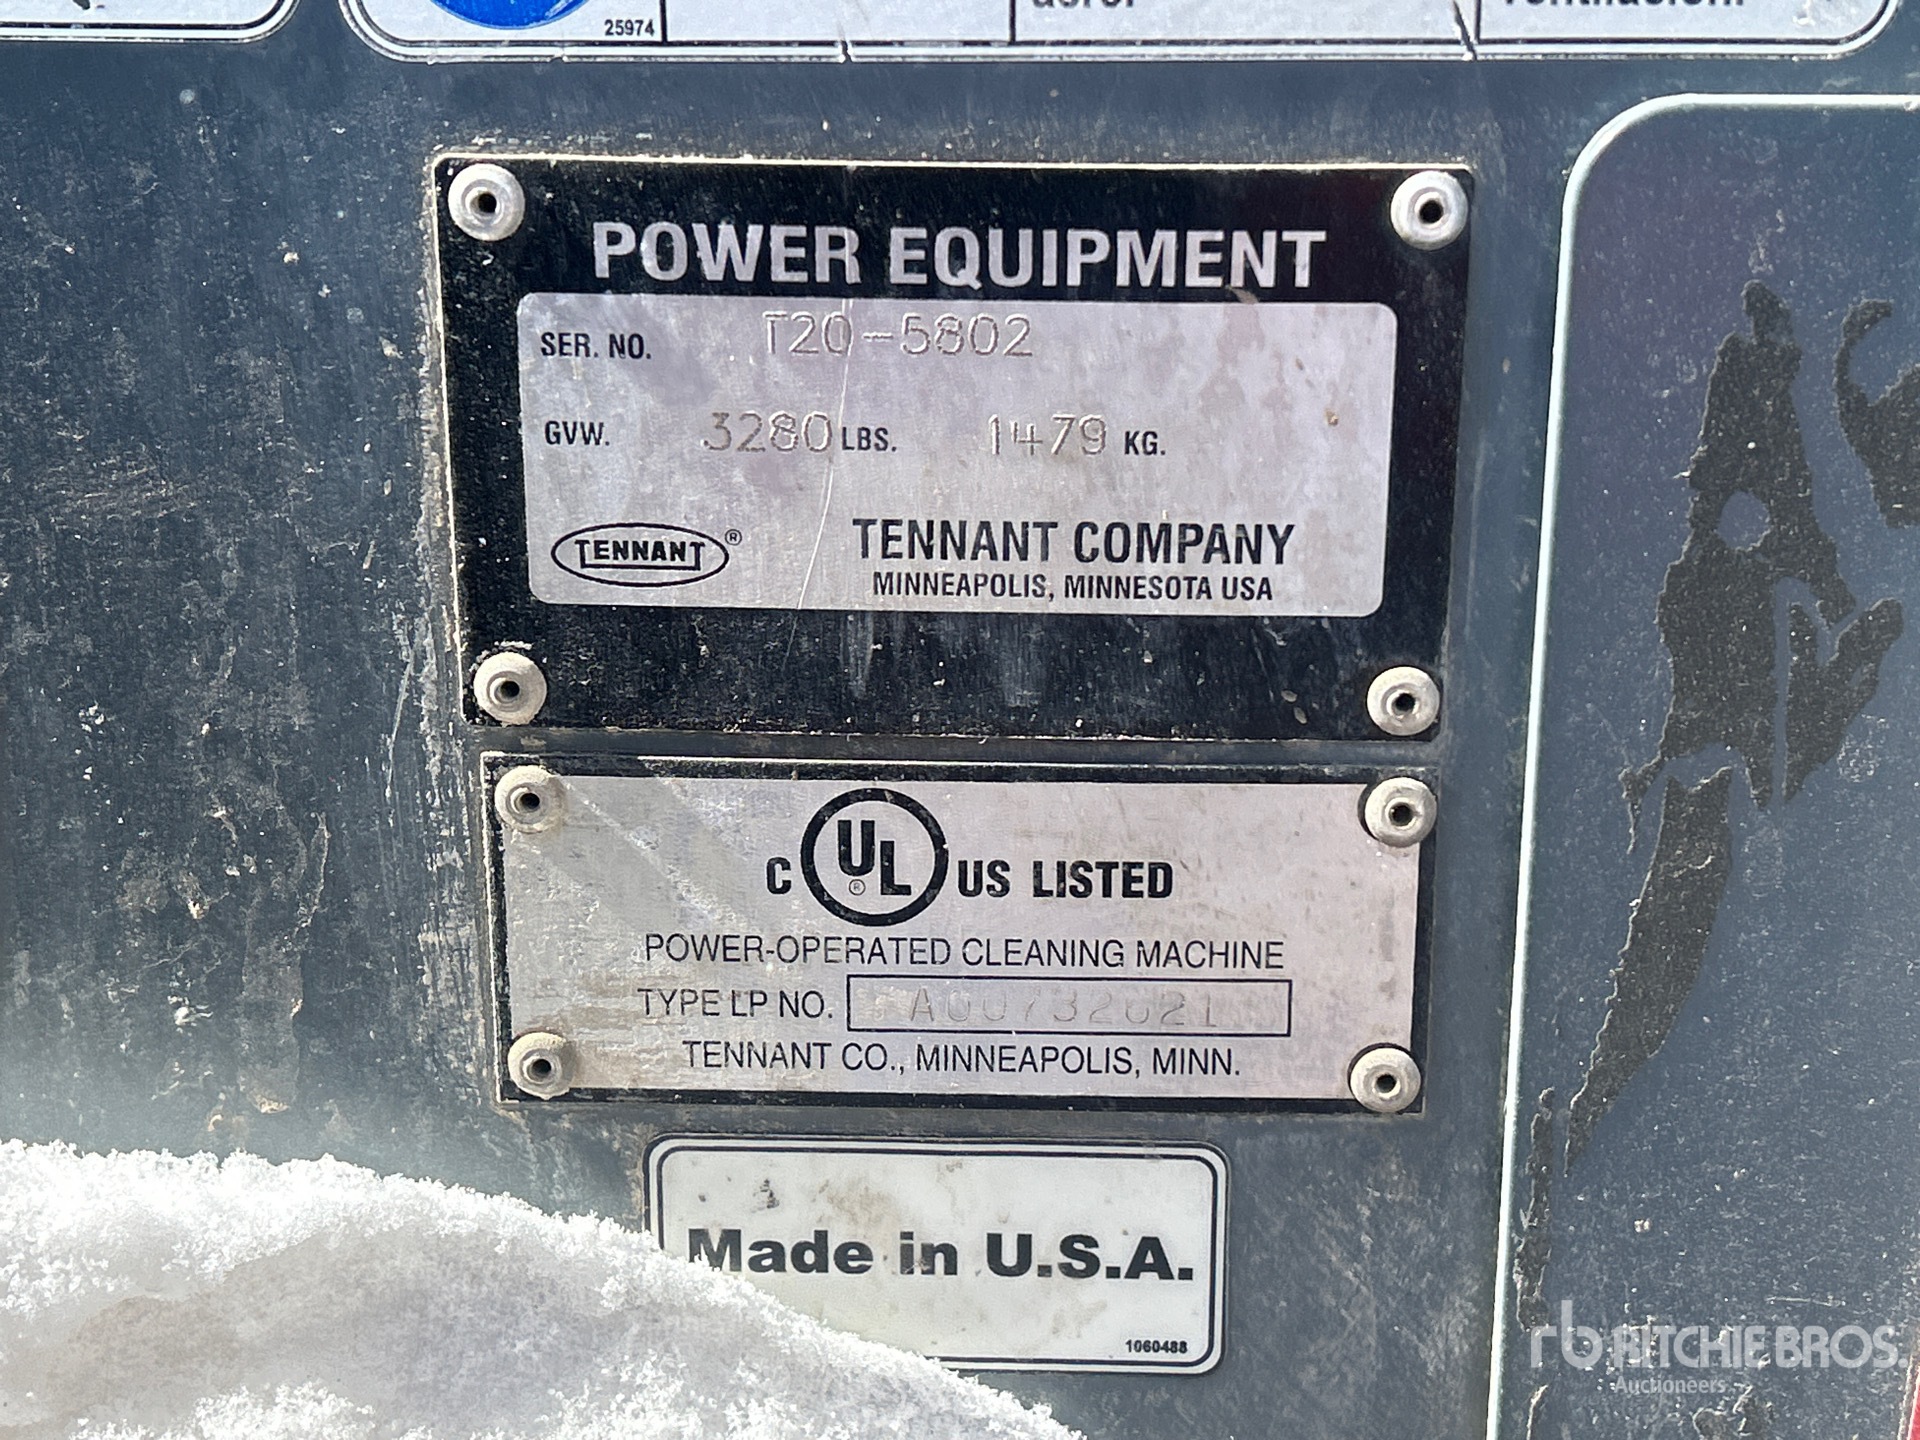 25974
POWER EQUIPMENT
SER. NO. T20-5802
GVW. 3280 LBS. 1479 KG.
TENNANT ®
TENNANT COMPANY
MINNEAPOLIS, MINNESOTA USA
C UL ® US LISTED
POWER-OPERATED CLEANING MACHINE
TYPE LP NO. A00732621
TENNANT CO., MINNEAPOLIS, MINN.
Made in U.S.A.
1060488
rb RITCHIE BROS.
Auctioneers